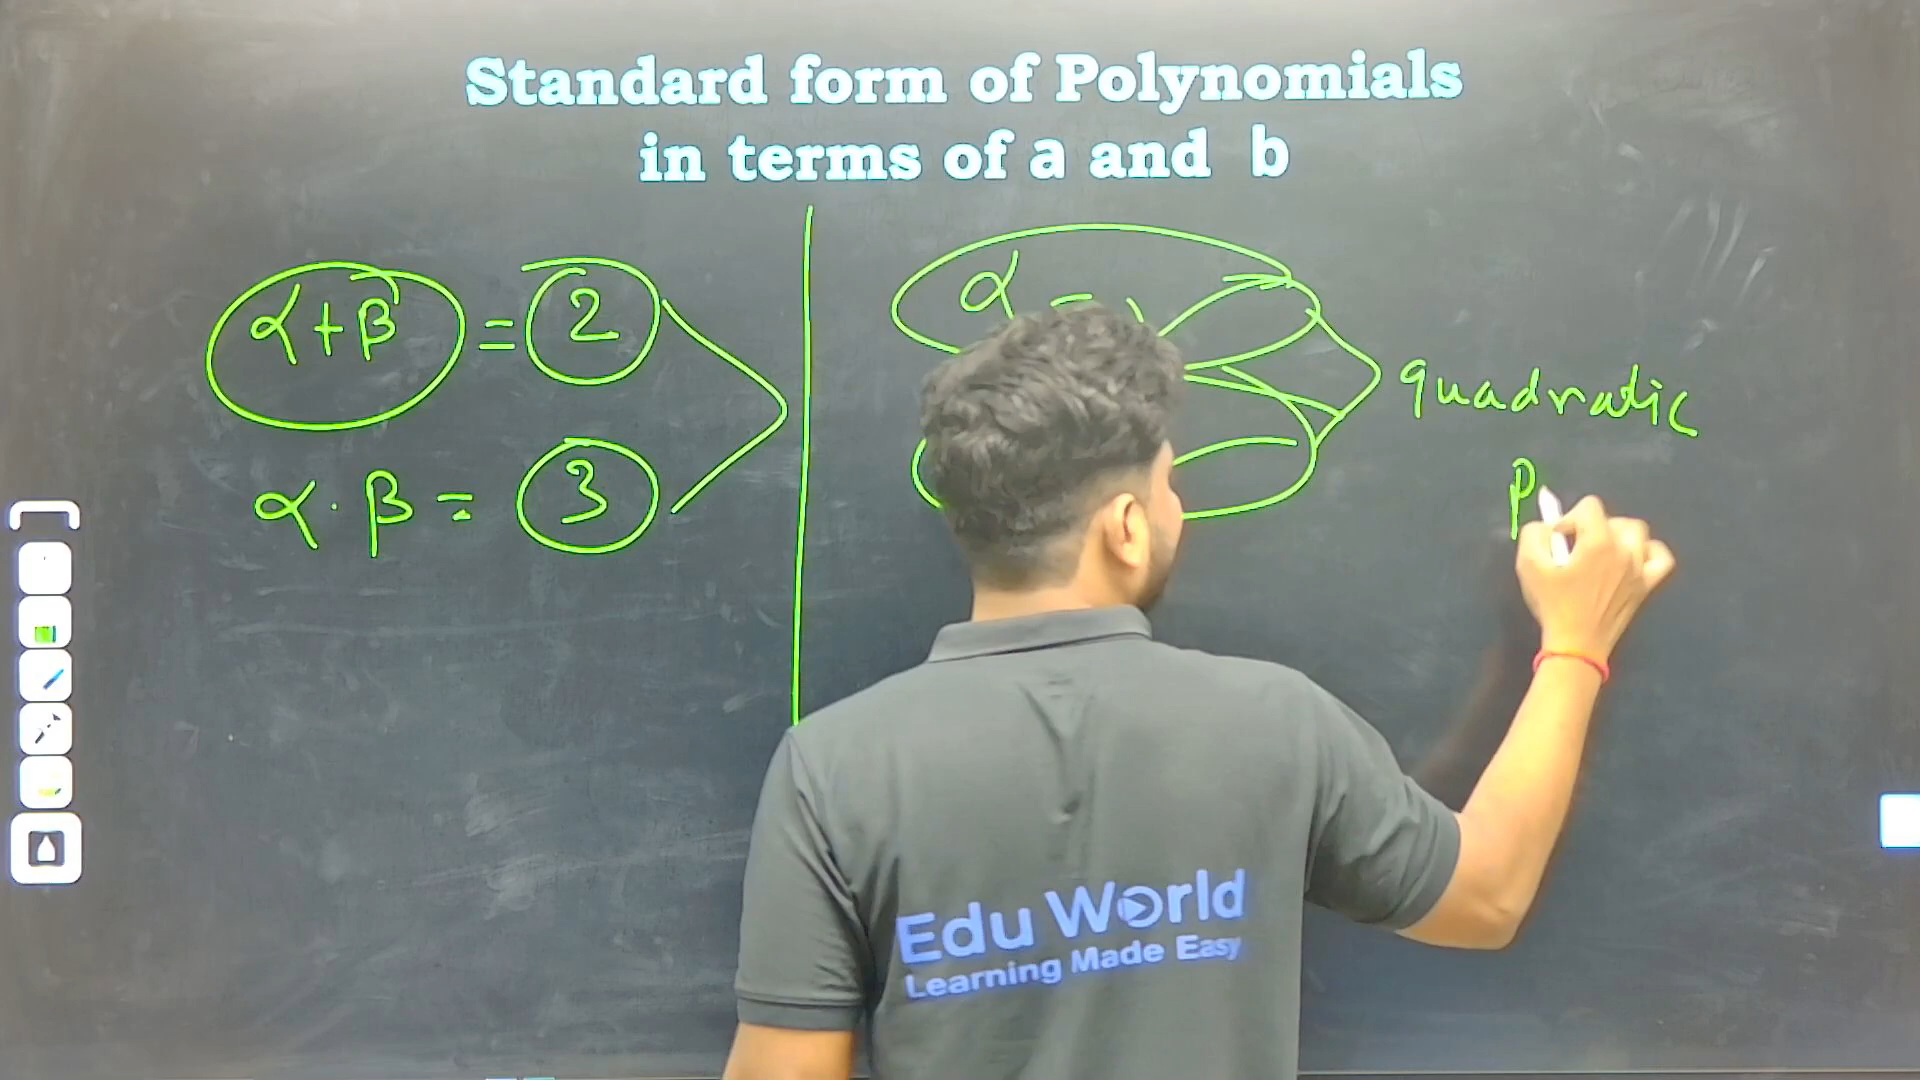 Standard form of Polynomials
in terms of a and b
α+β = 2
α · β = 3
α =
quadratic
P
Edu World
Learning Made Easy